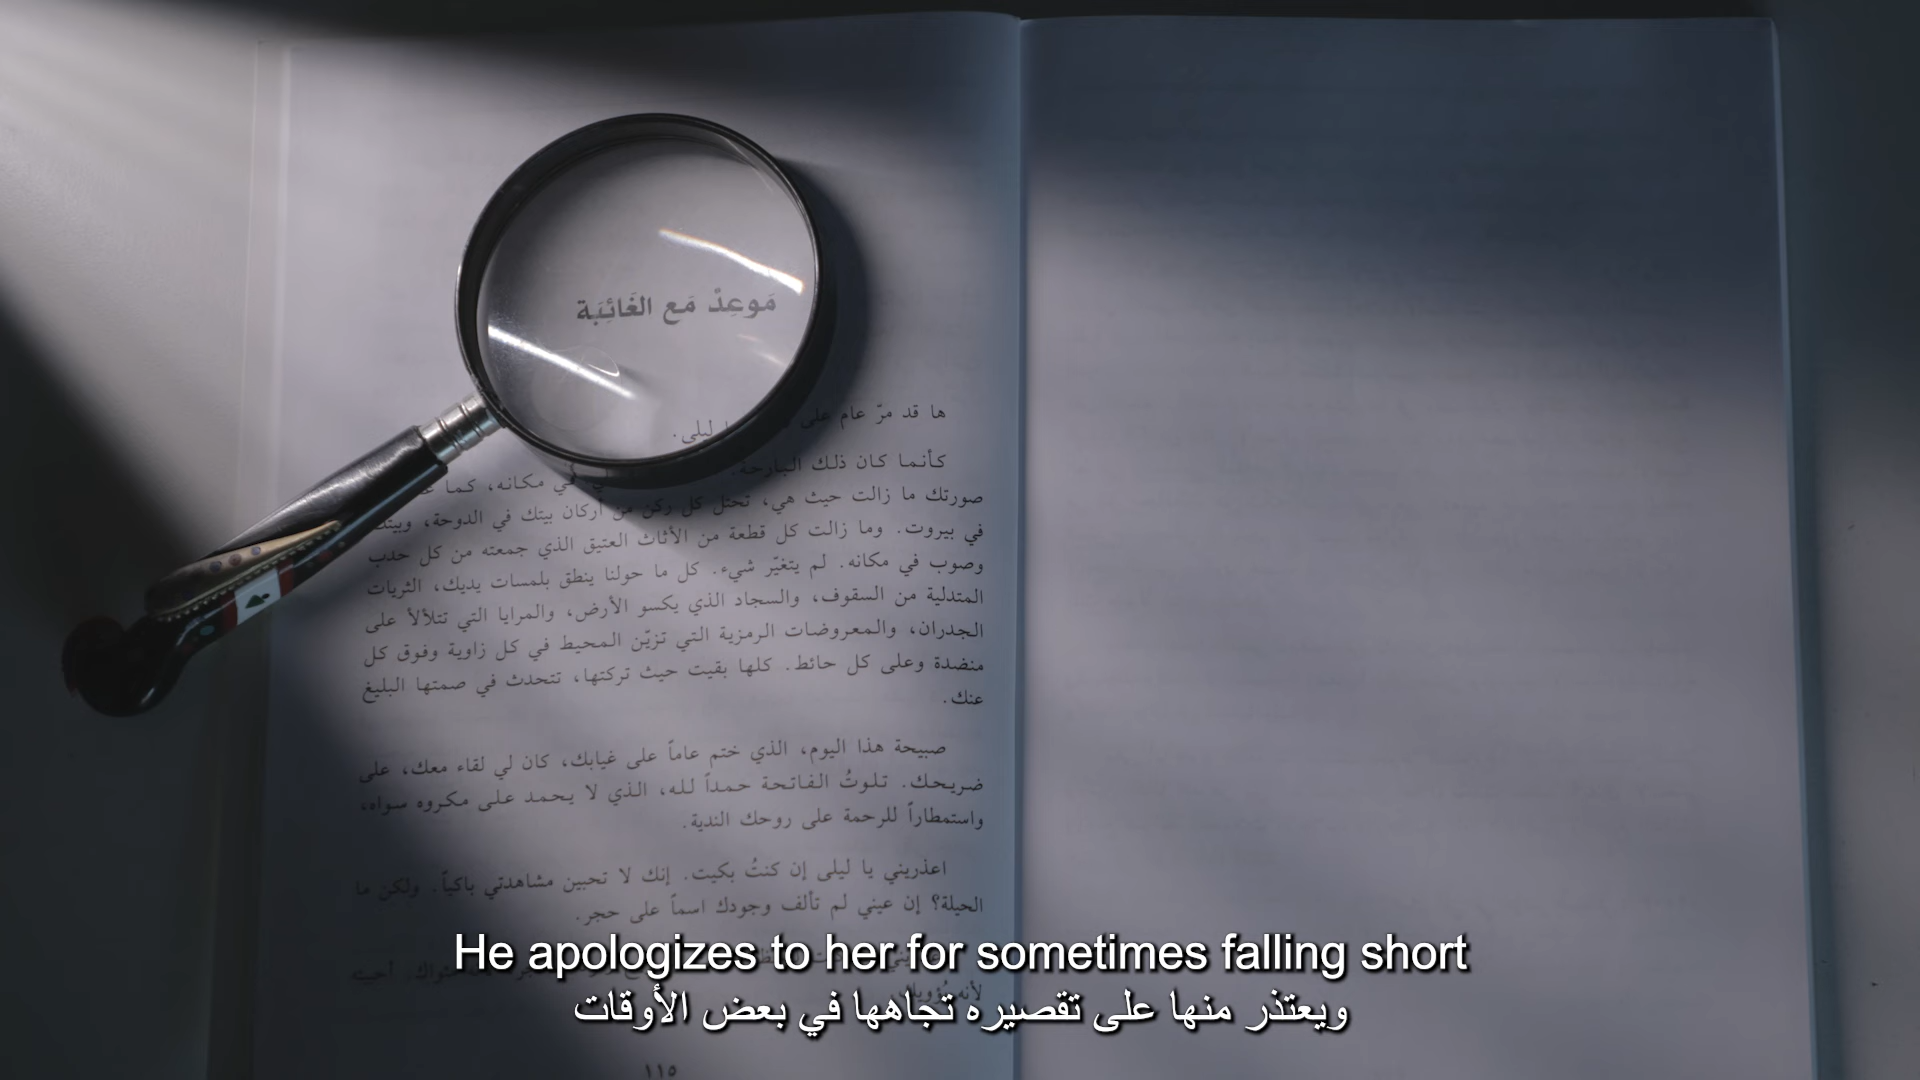 مَوعِدٌ مَع الغَائِبَة
ها قد مرّ عام على ليلى.
كأنما كان ذلك البارحة. في مكانه، كما
صورتك ما زالت حيث هي، تحتل كل ركن من أركان بيتك في الدوحة، وبيتك
في بيروت. وما زالت كل قطعة من الأثاث العتيق الذي جمعته من كل حدب
وصوب في مكانه. لم يتغيّر شيء. كل ما حولنا ينطق بلمسات يديك، الثريات
المتدلية من السقوف، والسجاد الذي يكسو الأرض، والمرايا التي تتلألأ على
الجدران، والمعروضات الرمزية التي تزيّن المحيط في كل زاوية وفوق كل
منضدة وعلى كل حائط. كلها بقيت حيث تركتها، تتحدث في صمتها البليغ
عنك.
صبيحة هذا اليوم، الذي ختم عاماً على غيابك، كان لي لقاء معك، على
ضريحك. تلوتُ الفاتحة حمداً لله، الذي لا يحمد على مكروه سواه،
واستمطاراً للرحمة على روحك الندية.
اعذريني يا ليلى إن كنتُ بكيت. إنك لا تحبين مشاهدتي باكياً. ولكن ما
الحيلة؟ إن عيني لم تألف وجودك اسماً على حجر.
He apologizes to her for sometimes falling short
ويعتذر منها على تقصيره تجاهها في بعض الأوقات
١١٥